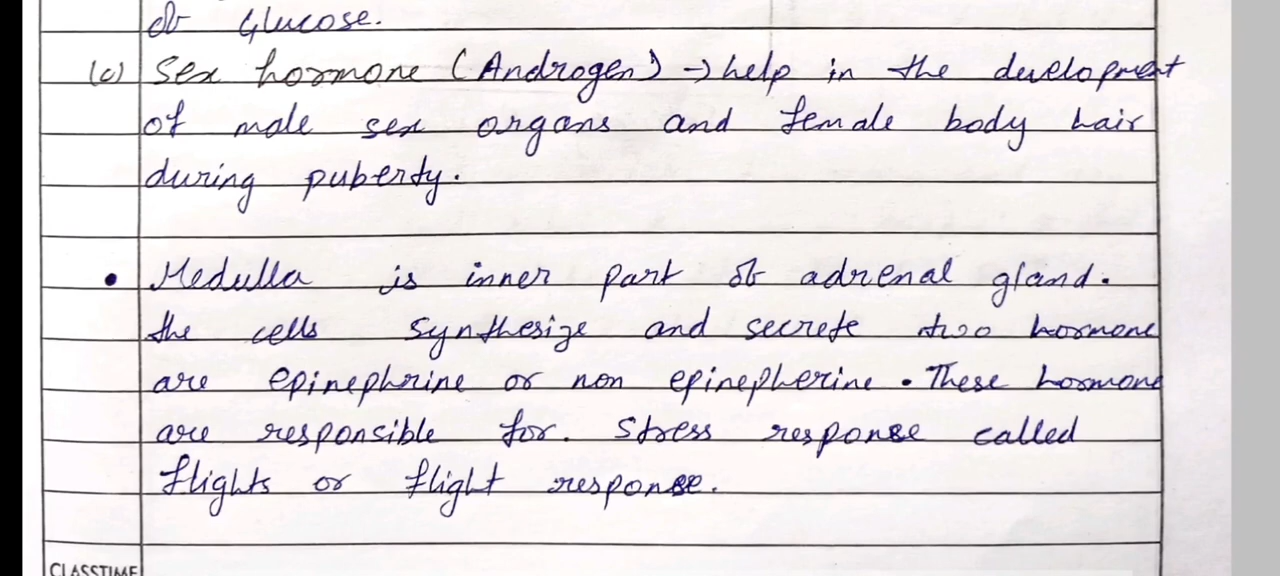 of Glucose.
(c) Sex hormone (Androgen) → help in the development
of male sex organs and female body hair
during puberty.
• Medulla is inner part of adrenal gland.
the cells synthesize and secrete two hormone
are epinephrine or non epinepherine. These hormone
are responsible for. stress response called
flights or flight response.
CLASSTIME